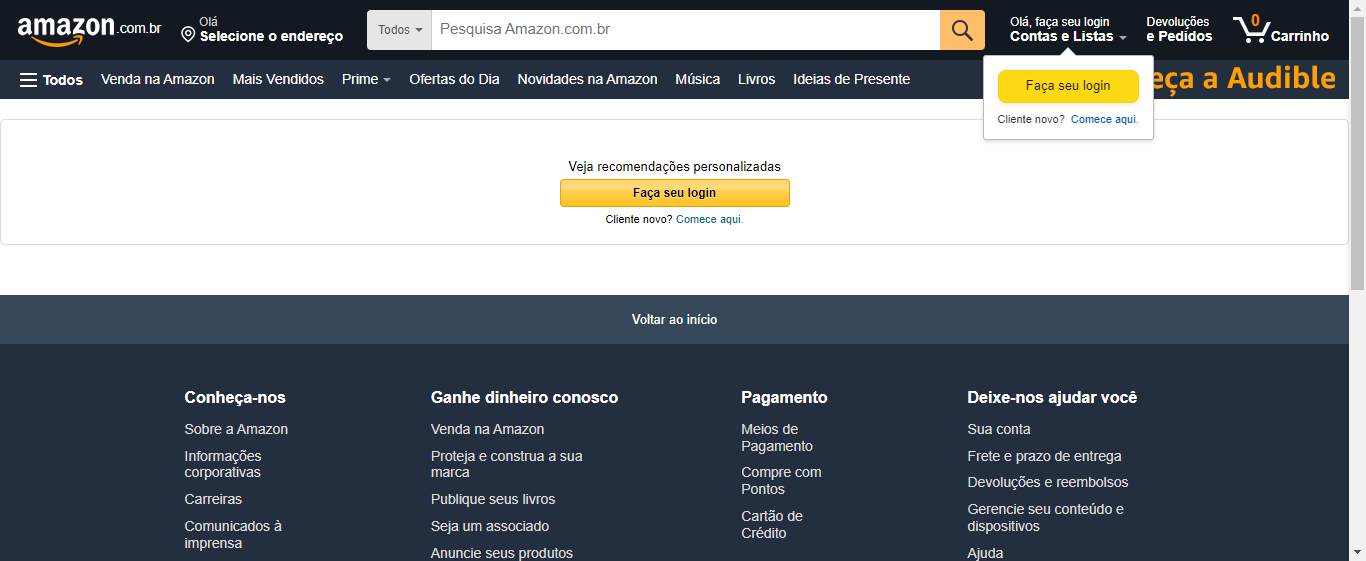 amazon.com.br
Olá
Selecione o endereço
Todos
Pesquisa Amazon.com.br
Olá, faça seu login
Contas e Listas
Devoluções
e Pedidos
0
Carrinho
Todos
Venda na Amazon
Mais Vendidos
Prime
Ofertas do Dia
Novidades na Amazon
Música
Livros
Ideias de Presente
eça a Audible
Faça seu login
Cliente novo? Comece aqui.
Veja recomendações personalizadas
Faça seu login
Cliente novo? Comece aqui.
Voltar ao início
Conheça-nos
Sobre a Amazon
Informações
corporativas
Carreiras
Comunicados à
imprensa
Ganhe dinheiro conosco
Venda na Amazon
Proteja e construa a sua
marca
Publique seus livros
Seja um associado
Anuncie seus produtos
Pagamento
Meios de
Pagamento
Compre com
Pontos
Cartão de
Crédito
Deixe-nos ajudar você
Sua conta
Frete e prazo de entrega
Devoluções e reembolsos
Gerencie seu conteúdo e
dispositivos
Ajuda